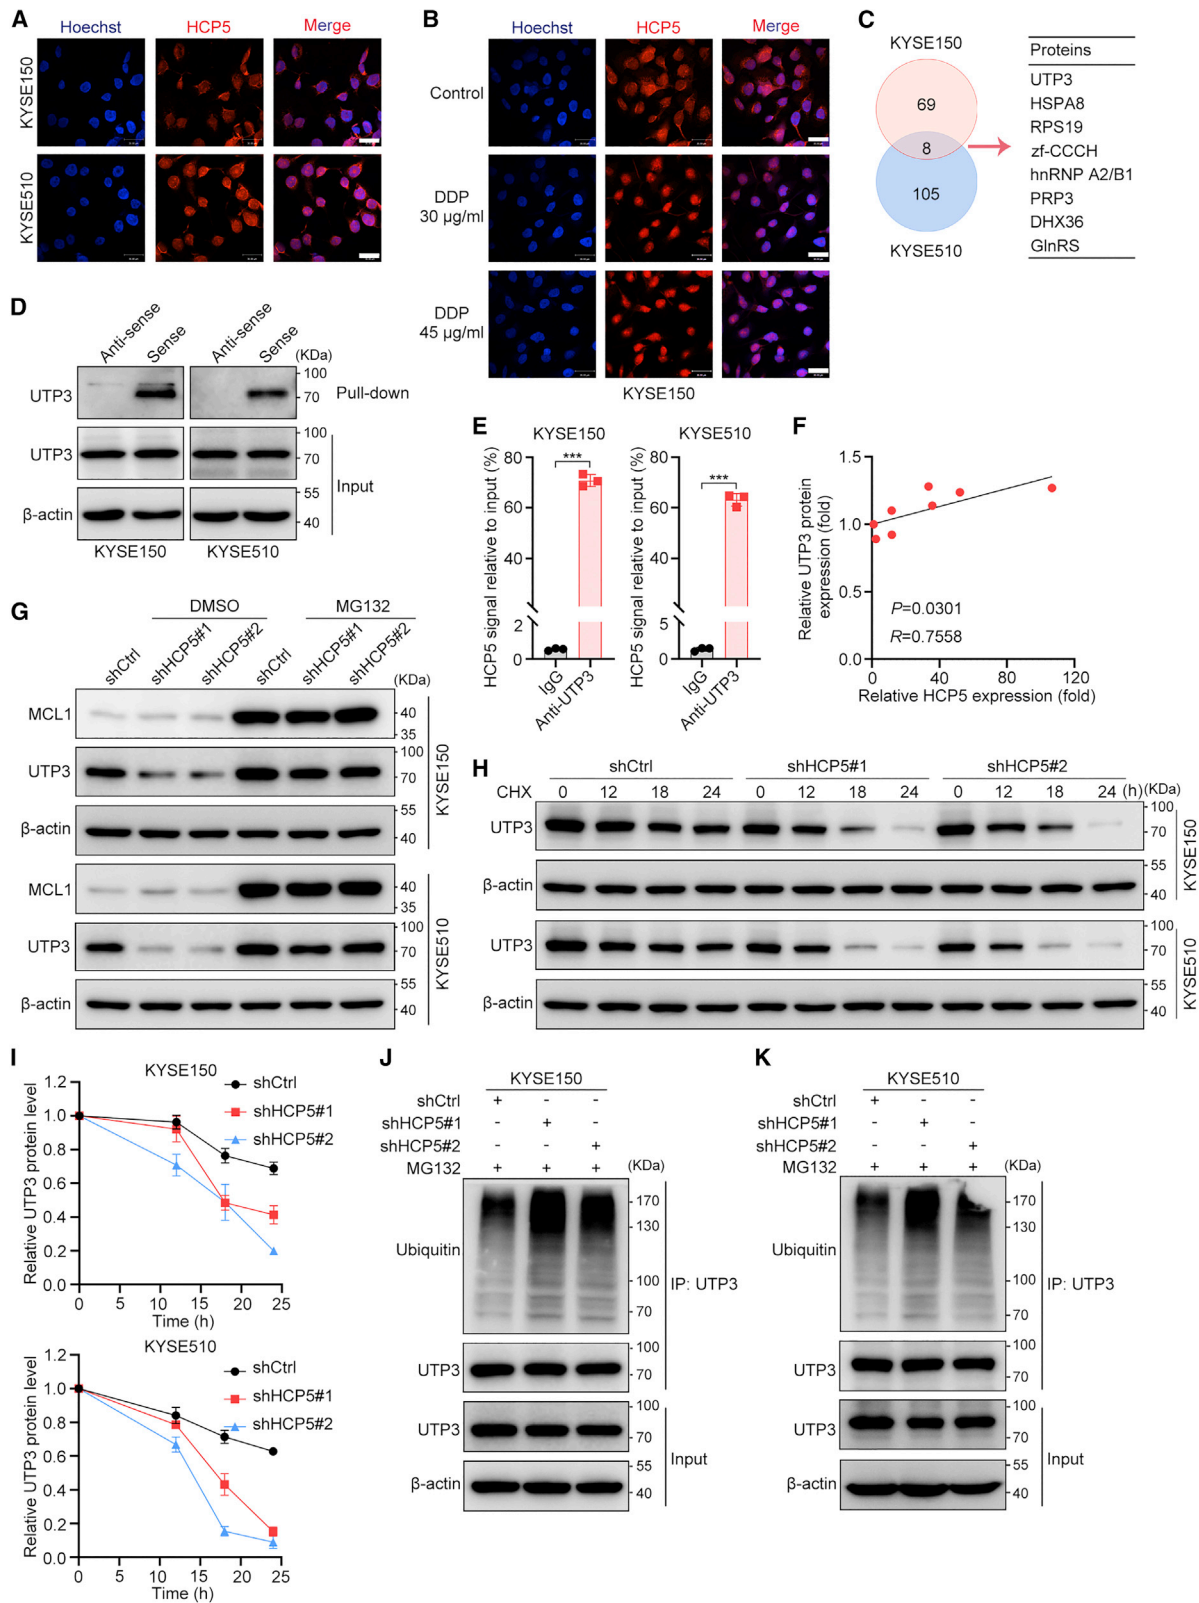 A
Hoechst HCP5 Merge
KYSE150
KYSE510
B
Hoechst HCP5 Merge
Control
DDP
30 µg/ml
DDP
45 µg/ml
KYSE150
C
KYSE150
69
8
105
KYSE510
Proteins
UTP3
HSPA8
RPS19
zf-CCCH
hnRNP A2/B1
PRP3
DHX36
GlnRS
D
Anti-sense Sense Anti-sense Sense (KDa)
UTP3 100 70 Pull-down
UTP3 100 70
β-actin 55 40
Input
KYSE150 KYSE510
E
KYSE150
HCP5 signal relative to input (%)
80
60
40
2
0
***
IgG
Anti-UTP3
KYSE510
HCP5 signal relative to input (%)
80
60
40
5
0
***
IgG
Anti-UTP3
F
Relative UTP3 protein
expression (fold)
1.5
1.0
0.5
0.0
P=0.0301
R=0.7558
0 40 80 120
Relative HCP5 expression (fold)
G
DMSO MG132
shCtrl shHCP5#1 shHCP5#2 shCtrl shHCP5#1 shHCP5#2
(KDa)
MCL1 40 35
UTP3 100 70
β-actin 55 40
KYSE150
MCL1 40 35
UTP3 100 70
β-actin 55 40
KYSE510
H
shCtrl shHCP5#1 shHCP5#2
CHX 0 12 18 24 0 12 18 24 0 12 18 24 (h) (KDa)
UTP3 100 70
β-actin 55 40
KYSE150
UTP3 100 70
β-actin 55 40
KYSE510
I
KYSE150
Relative UTP3 protein level
1.2
1.0
0.8
0.6
0.4
0.2
0.0
shCtrl
shHCP5#1
shHCP5#2
0 5 10 15 20 25
Time (h)
KYSE510
Relative UTP3 protein level
1.2
1.0
0.8
0.6
0.4
0.2
0.0
shCtrl
shHCP5#1
shHCP5#2
0 5 10 15 20 25
Time (h)
J
KYSE150
shCtrl + - -
shHCP5#1 - + -
shHCP5#2 - - +
MG132 + + + (KDa)
Ubiquitin 170 130 100 70
IP: UTP3
UTP3 100 70
UTP3 100 70
Input
β-actin 55 40
K
KYSE510
shCtrl + - -
shHCP5#1 - + -
shHCP5#2 - - +
MG132 + + + (KDa)
Ubiquitin 170 130 100 70
IP: UTP3
UTP3 100 70
UTP3 100 70
Input
β-actin 55 40